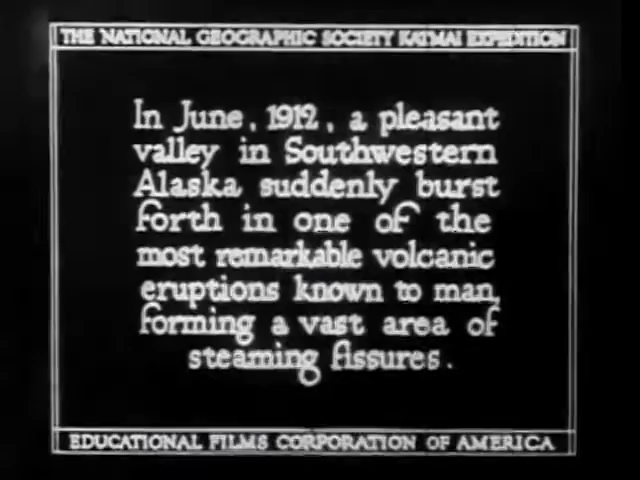 THE NATIONAL GEOGRAPHIC SOCIETY KATMAI EXPEDITION
In June, 1912, a pleasant
valley in Southwestern
Alaska suddenly burst
forth in one of the
most remarkable volcanic
eruptions known to man,
forming a vast area of
steaming fissures.
EDUCATIONAL FILMS CORPORATION OF AMERICA